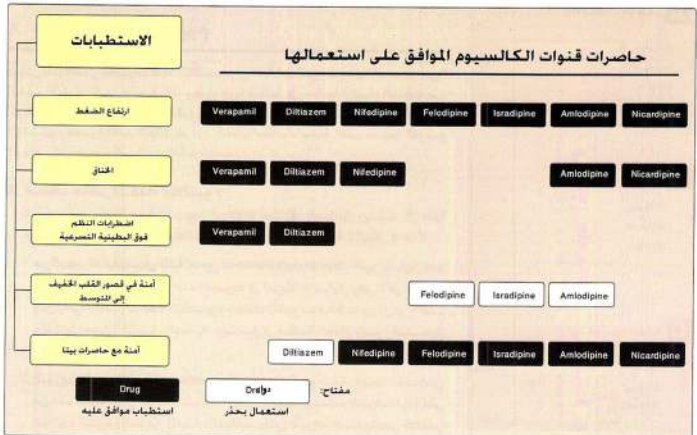 الاستطبابات
حاصرات قنوات الكالسيوم الموافق على استعمالها
ارتفاع الضغط
Verapamil Diltiazem Nifedipine Felodipine Isradipine Amlodipine Nicardipine
الخناق
Verapamil Diltiazem Nifedipine Amlodipine Nicardipine
اضطرابات النظم
فوق البطينية التسرعية
Verapamil Diltiazem
آمنة في قصور القلب الخفيف
إلى المتوسط
Felodipine Isradipine Amlodipine
آمنة مع حاصرات بيتا
Diltiazem Nifedipine Felodipine Isradipine Amlodipine Nicardipine
مفتاح:
Drug
استعمال بحذر
Drug
استطباب موافق عليه